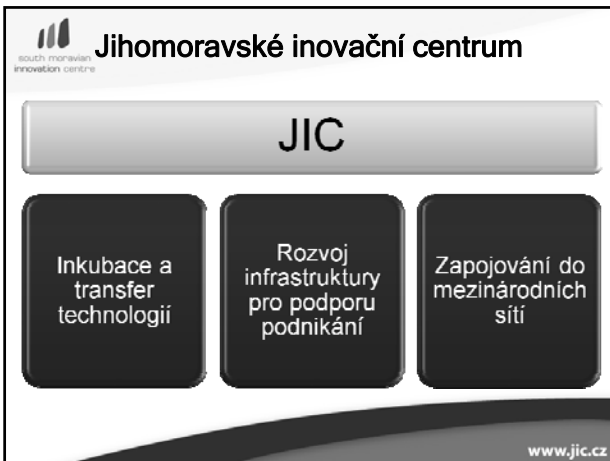 south moravian
innovation centre
Jihomoravské inovační centrum
JIC
Inkubace a
transfer
technologií
Rozvoj
infrastruktury
pro podporu
podnikání
Zapojování do
mezinárodních
sítí
www.jic.cz